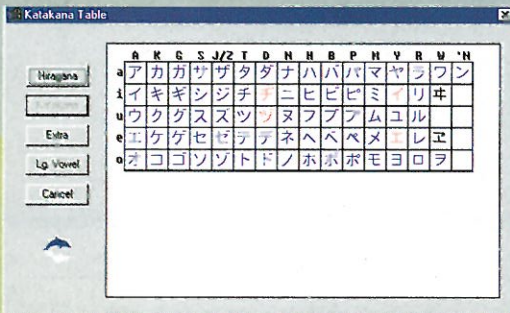 Katakana Table
A K G S J/Z T D N H B P M Y R W 'N
a ア カ ガ サ ザ タ ダ ナ ハ バ パ マ ヤ ラ ワ ン
i イ キ ギ シ ジ チ ヂ ニ ヒ ビ ピ ミ イ リ ヰ
u ウ ク グ ス ズ ツ ヅ ヌ フ ブ プ ム ユ ル
e エ ケ ゲ セ ゼ テ デ ネ ヘ ベ ペ メ エ レ ヱ
o オ コ ゴ ソ ゾ ト ド ノ ホ ボ ポ モ ヨ ロ ヲ
Hiragana
Extra
Lg. Vowel
Cancel